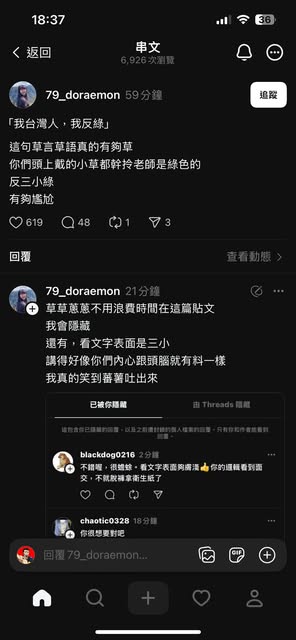 18:37
36
返回
串文
6,926 次瀏覽
79_doraemon 59分鐘
追蹤
「我台灣人，我反綠」
這句草言草語真的有夠草
你們頭上戴的小草都幹拎老師是綠色的
反三小綠
有夠尷尬
619 48 1 3
回覆
查看動態
79_doraemon 21分鐘
草草蔥蔥不用浪費時間在這篇貼文
我會隱藏
還有，看文字表面是三小
講得好像你們內心跟頭腦就有料一樣
我真的笑到蕃薯吐出來
已被你隱藏
由 Threads 隱藏
blackdog0216 2分鐘
不錯喔，很蟾蜍。看文字表面夠膚淺👍你的邏輯看到面
交，不就脫褲拿衛生紙了
chaotic0328 18分鐘
你很想要對吧
回覆 79_doraemon...
GIF